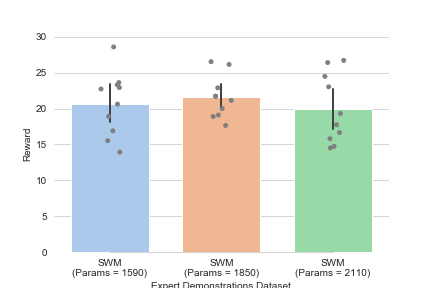 30
25
20
15
10
5
0
Reward
SWM SWM SWM
(Params = 1590) (Params = 1850) (Params = 2110)
Expert Demonstrations Dataset